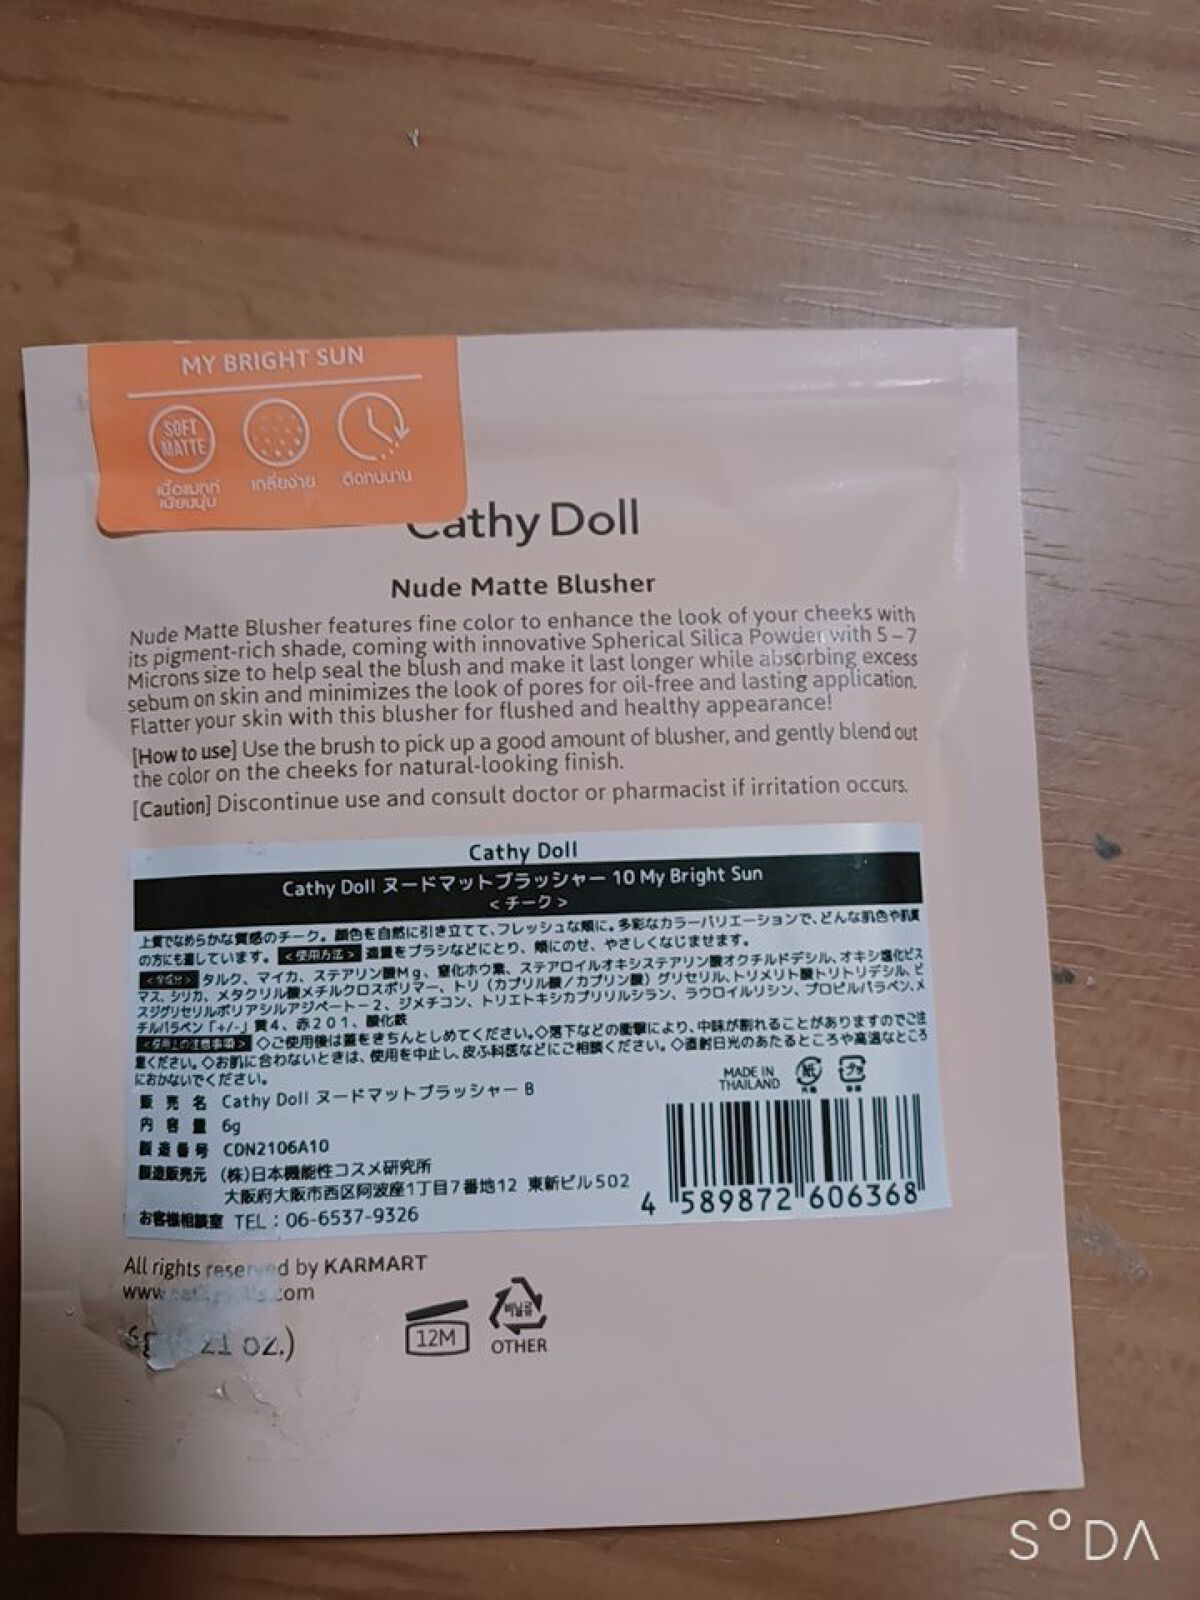 MY BRIGHT SUN
SOFT
MATTE
เนื้อแมทท์
เนียนนุ่ม
เกลี่ยง่าย
ติดทนนาน
Cathy Doll
Nude Matte Blusher
Nude Matte Blusher features fine color to enhance the look of your cheeks with
its pigment-rich shade, coming with innovative Spherical Silica Powder with 5 – 7
Microns size to help seal the blush and make it last longer while absorbing excess
sebum on skin and minimizes the look of pores for oil-free and lasting application.
Flatter your skin with this blusher for flushed and healthy appearance!
[How to use] Use the brush to pick up a good amount of blusher, and gently blend out
the color on the cheeks for natural-looking finish.
[Caution] Discontinue use and consult doctor or pharmacist if irritation occurs.
Cathy Doll
Cathy Doll ヌードマットブラッシャー 10 My Bright Sun
<チーク>
上質でなめらかな質感のチーク。顔色を自然に引き立てて、フレッシュな頬に。多彩なカラーバリエーションで、どんな肌色や肌質
の方にも適しています。<使用方法> 適量をブラシなどにとり、頬にのせ、やさしくなじませます。
<全成分> タルク、マイカ、ステアリン酸Mg、窒化ホウ素、ステアロイルオキシステアリン酸オクチルドデシル、オキシ塩化ビス
マス、シリカ、メタクリル酸メチルクロスポリマー、トリ(カプリル酸/カプリン酸)グリセリル、トリメリト酸トリトリデシル、ビ
スジグリセリルポリアシルアジペート-2、ジメチコン、トリエトキシカプリリルシラン、ラウロイルリシン、プロピルパラベン、メ
チルパラベン「+/-」黄4、赤201、酸化鉄
<使用上の注意事項> ◇ご使用後は蓋をきちんとしめてください。◇落下などの衝撃により、中味が割れることがありますのでご注
意ください。◇お肌に合わないときは、使用を中止し、皮ふ科医などにご相談ください。◇直射日光のあたるところや高温なところ
におかないでください。
MADE IN
THAILAND
紙
プラ
販売名 Cathy Doll ヌードマットブラッシャー B
内容量 6g
製造番号 CDN2106A10
製造販売元 (株)日本機能性コスメ研究所
大阪府大阪市西区阿波座1丁目7番地12 東新ビル502
お客様相談室 TEL:06-6537-9326
4 589872 606368
All rights reserved by KARMART
www.cathydolls.com
21 oz.)
12M
비닐류
OTHER
SODA